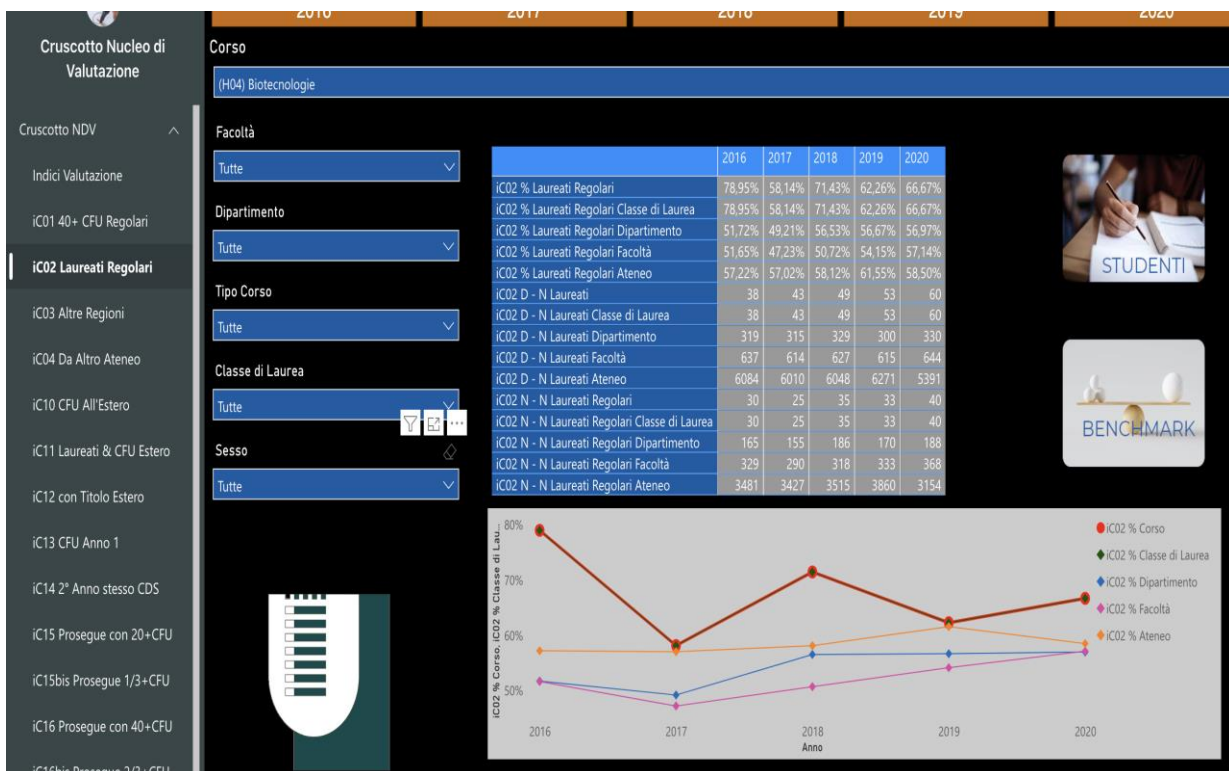 2016 2017 2018 2019 2020
Cruscotto Nucleo di
Valutazione
Cruscotto NDV
Indici Valutazione
iC01 40+ CFU Regolari
iC02 Laureati Regolari
iC03 Altre Regioni
iC04 Da Altro Ateneo
iC10 CFU All'Estero
iC11 Laureati & CFU Estero
iC12 con Titolo Estero
iC13 CFU Anno 1
iC14 2° Anno stesso CDS
iC15 Prosegue con 20+CFU
iC15bis Prosegue 1/3+CFU
iC16 Prosegue con 40+CFU
iC16bis Prosegue 2/3+CFU
Corso
(H04) Biotecnologie
Facoltà
Tutte
Dipartimento
Tutte
Tipo Corso
Tutte
Classe di Laurea
Tutte
Sesso
Tutte
2016 2017 2018 2019 2020
iC02 % Laureati Regolari 78,95% 58,14% 71,43% 62,26% 66,67%
iC02 % Laureati Regolari Classe di Laurea 78,95% 58,14% 71,43% 62,26% 66,67%
iC02 % Laureati Regolari Dipartimento 51,72% 49,21% 56,53% 56,67% 56,97%
iC02 % Laureati Regolari Facoltà 51,65% 47,23% 50,72% 54,15% 57,14%
iC02 % Laureati Regolari Ateneo 57,22% 57,02% 58,12% 61,55% 58,50%
iC02 D - N Laureati 38 43 49 53 60
iC02 D - N Laureati Classe di Laurea 38 43 49 53 60
iC02 D - N Laureati Dipartimento 319 315 329 300 330
iC02 D - N Laureati Facoltà 637 614 627 615 644
iC02 D - N Laureati Ateneo 6084 6010 6048 6271 5391
iC02 N - N Laureati Regolari 30 25 35 33 40
iC02 N - N Laureati Regolari Classe di Laurea 30 25 35 33 40
iC02 N - N Laureati Regolari Dipartimento 165 155 186 170 188
iC02 N - N Laureati Regolari Facoltà 329 290 318 333 368
iC02 N - N Laureati Regolari Ateneo 3481 3427 3515 3860 3154
STUDENTI
BENCHMARK
iC02 % Corso, iC02 % Classe di Lau...
80%
70%
60%
50%
2016 2017 2018 2019 2020
Anno
iC02 % Corso
iC02 % Classe di Laurea
iC02 % Dipartimento
iC02 % Facoltà
iC02 % Ateneo